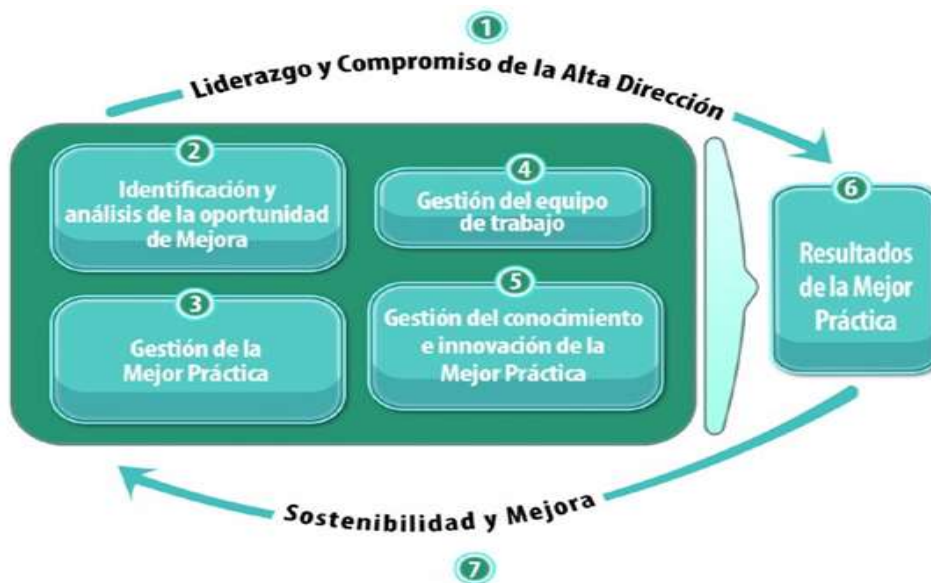 1
Liderazgo y Compromiso de la Alta Dirección
2
Identificación y
análisis de la oportunidad
de Mejora
3
Gestión de la
Mejor Práctica
4
Gestión del equipo
de trabajo
5
Gestión del conocimiento
e innovación de la
Mejor Práctica
6
Resultados
de la Mejor
Práctica
Sostenibilidad y Mejora
7